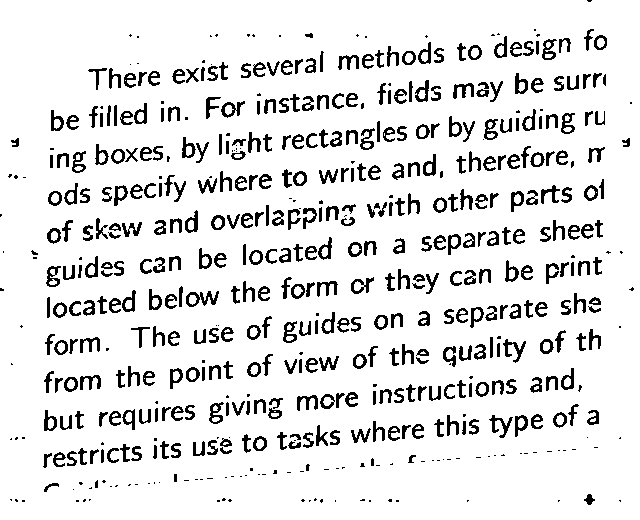 There exist several methods to design fo
be filled in. For instance, fields may be surr
ing boxes, by light rectangles or by guiding ru
ods specify where to write and, therefore, m
of skew and overlapping with other parts of
guides can be located on a separate sheet
located below the form or they can be print
form. The use of guides on a separate she
from the point of view of the quality of th
but requires giving more instructions and,
restricts its use to tasks where this type of a